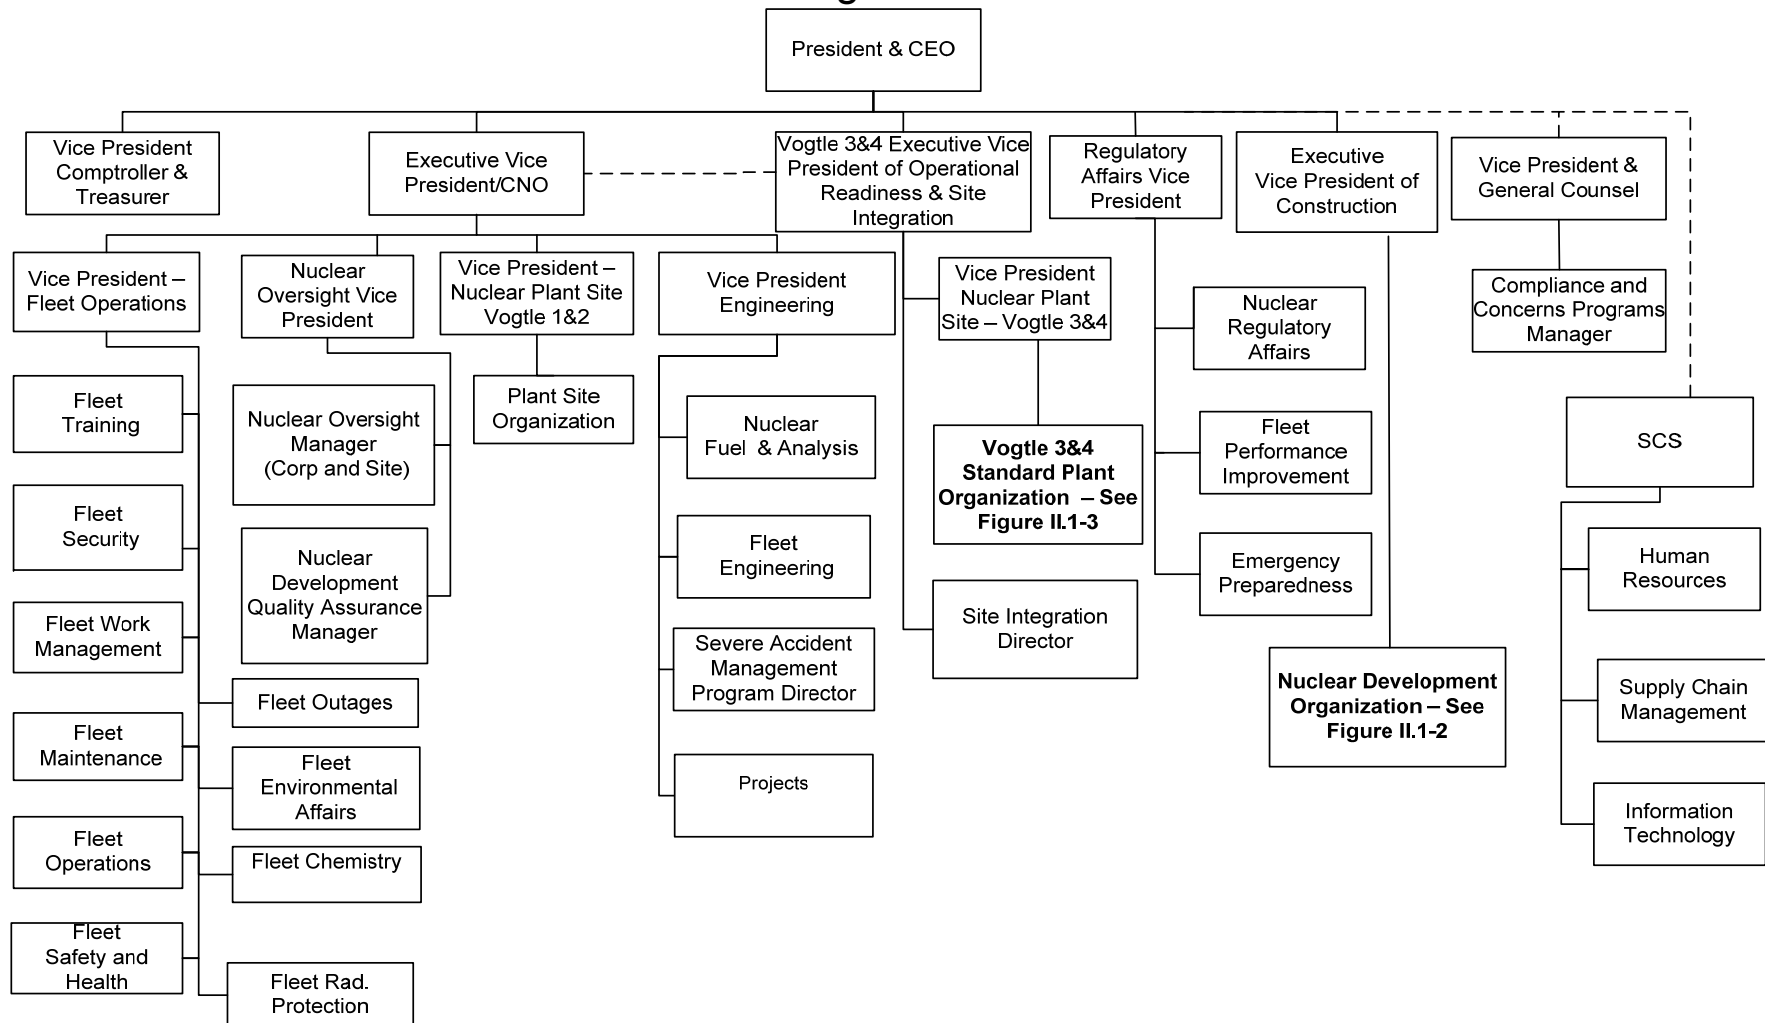 President & CEO
Vice President
Comptroller &
Treasurer
Executive Vice
President/CNO
Vogtle 3&4 Executive Vice
President of Operational
Readiness & Site
Integration
Regulatory
Affairs Vice
President
Executive
Vice President of
Construction
Vice President &
General Counsel
Vice President –
Fleet Operations
Nuclear
Oversight Vice
President
Vice President –
Nuclear Plant Site
Vogtle 1&2
Vice President
Engineering
Vice President
Nuclear Plant
Site – Vogtle 3&4
Nuclear
Regulatory
Affairs
Compliance and
Concerns Programs
Manager
Fleet
Training
Nuclear Oversight
Manager
(Corp and Site)
Plant Site
Organization
Nuclear
Fuel & Analysis
Vogtle 3&4
Standard Plant
Organization – See
Figure II.1-3
Fleet
Performance
Improvement
SCS
Fleet
Security
Nuclear
Development
Quality Assurance
Manager
Fleet
Engineering
Emergency
Preparedness
Human
Resources
Fleet Work
Management
Severe Accident
Management
Program Director
Site Integration
Director
Nuclear Development
Organization – See
Figure II.1-2
Supply Chain
Management
Fleet Outages
Fleet
Maintenance
Fleet
Environmental
Affairs
Projects
Information
Technology
Fleet
Operations
Fleet Chemistry
Fleet
Safety and
Health
Fleet Rad.
Protection